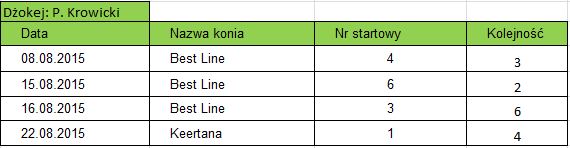 Dżokej: P. Krowicki
Data Nazwa konia Nr startowy Kolejność
08.08.2015 Best Line 4 3
15.08.2015 Best Line 6 2
16.08.2015 Best Line 3 6
22.08.2015 Keertana 1 4